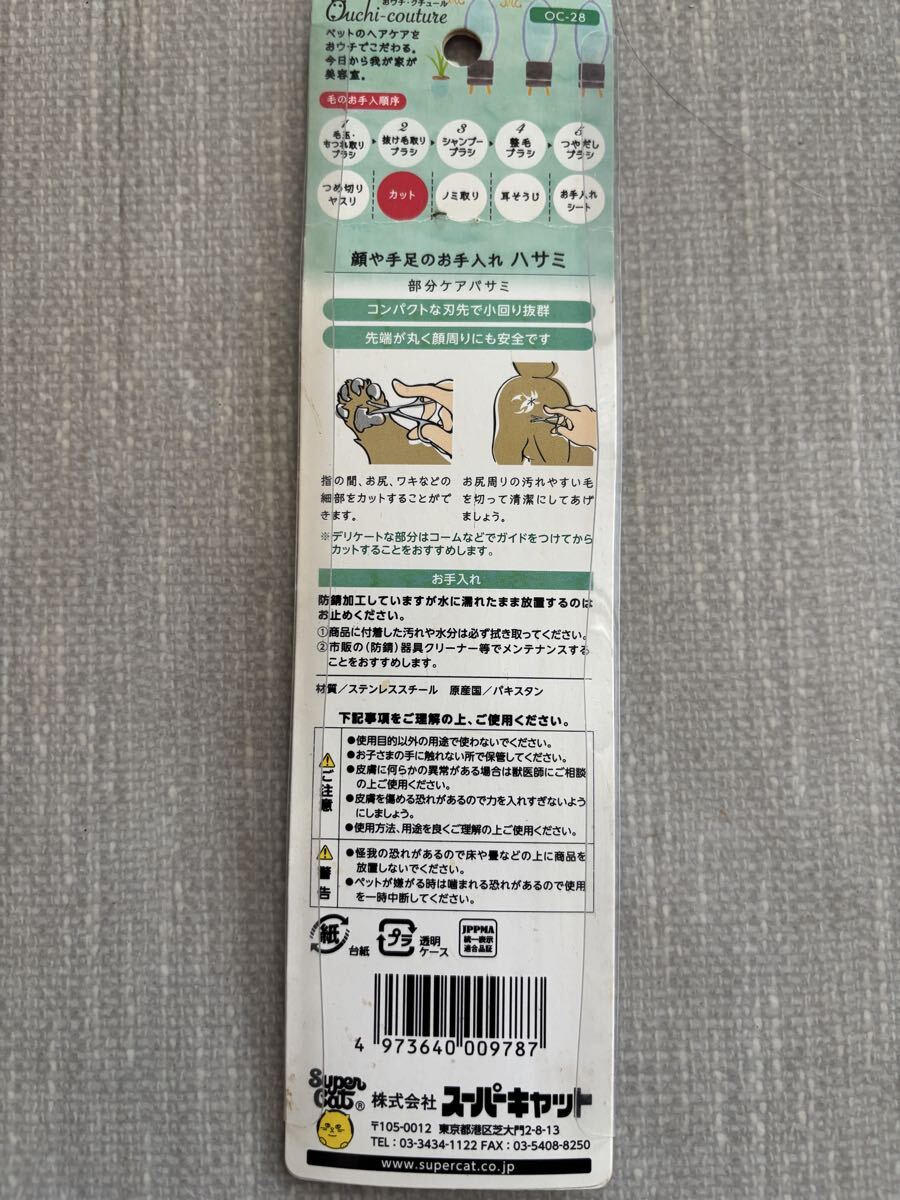 おウチ・クチュール
Ouchi-couture
OC-28
ペットのヘアケアを
おウチでこだわる。
今日から我が家が
美容室。
毛のお手入順序
1
毛玉・
もつれ取り
ブラシ
2
抜け毛取り
ブラシ
3
シャンプー
ブラシ
4
整毛
ブラシ
5
つやだし
ブラシ
つめ切り
ヤスリ
カット
ノミ取り
耳そうじ
お手入れ
シート
顔や手足のお手入れ ハサミ
部分ケアバサミ
コンパクトな刃先で小回り抜群
先端が丸く顔周りにも安全です
指の間、お尻、ワキなどの
細部をカットすることがで
きます。
お尻周りの汚れやすい毛
を切って清潔にしてあげ
ましょう。
※デリケートな部分はコームなどでガイドをつけてから
カットすることをおすすめします。
お手入れ
防錆加工していますが水に濡れたまま放置するのは
お止めください。
①商品に付着した汚れや水分は必ず拭き取ってください。
②市販の(防錆)器具クリーナー等でメンテナンスする
ことをおすすめします。
材質/ステンレススチール 原産国/パキスタン
下記事項をご理解の上、ご使用ください。
ご注意
●使用目的以外の用途で使わないでください。
●お子さまの手に触れない所で保管してください。
●皮膚に何らかの異常がある場合は獣医師にご相談
の上ご使用ください。
●皮膚を傷める恐れがあるので力を入れすぎないよう
にしましょう。
●使用方法、用途を良くご理解の上ご使用ください。
警告
●怪我の恐れがあるので床や畳などの上に商品を
放置しないでください。
●ペットが嫌がる時は噛まれる恐れがあるので使用
を一時中断してください。
紙
台紙
プラ
透明
ケース
JPPMA
統一表示
適合品証
4 973640 009787
Super
Cat®
株式会社 スーパーキャット
〒105-0012 東京都港区芝大門2-8-13
TEL：03-3434-1122 FAX：03-5408-8250
www.supercat.co.jp